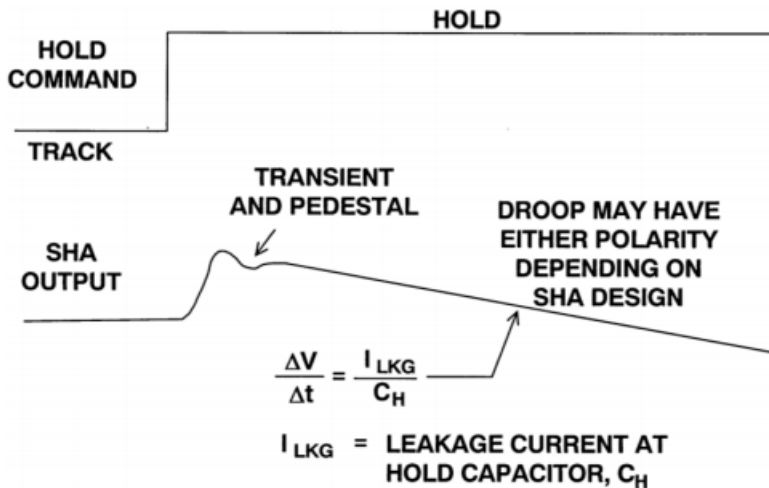 HOLD
HOLD
COMMAND
TRACK
TRANSIENT
AND PEDESTAL
DROOP MAY HAVE
EITHER POLARITY
DEPENDING ON
SHA DESIGN
SHA
OUTPUT
ΔV
Δt
=
I LKG
C H
I LKG = LEAKAGE CURRENT AT
HOLD CAPACITOR, C H